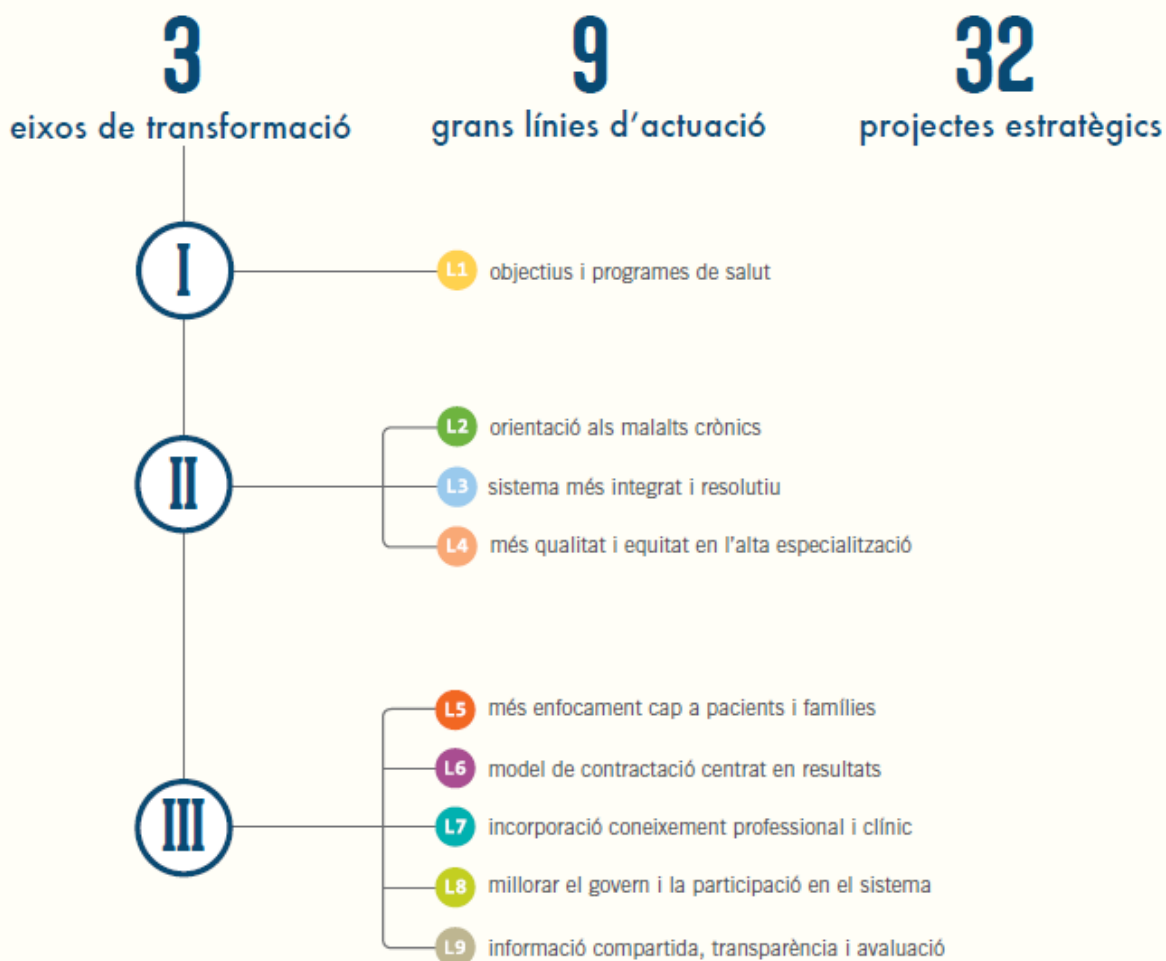 3
eixos de transformació
9
grans línies d'actuació
32
projectes estratègics
I
L1 objectius i programes de salut
II
L2 orientació als malalts crònics
L3 sistema més integrat i resolutiu
L4 més qualitat i equitat en l'alta especialització
III
L5 més enfocament cap a pacients i famílies
L6 model de contractació centrat en resultats
L7 incorporació coneixement professional i clínic
L8 millorar el govern i la participació en el sistema
L9 informació compartida, transparència i avaluació